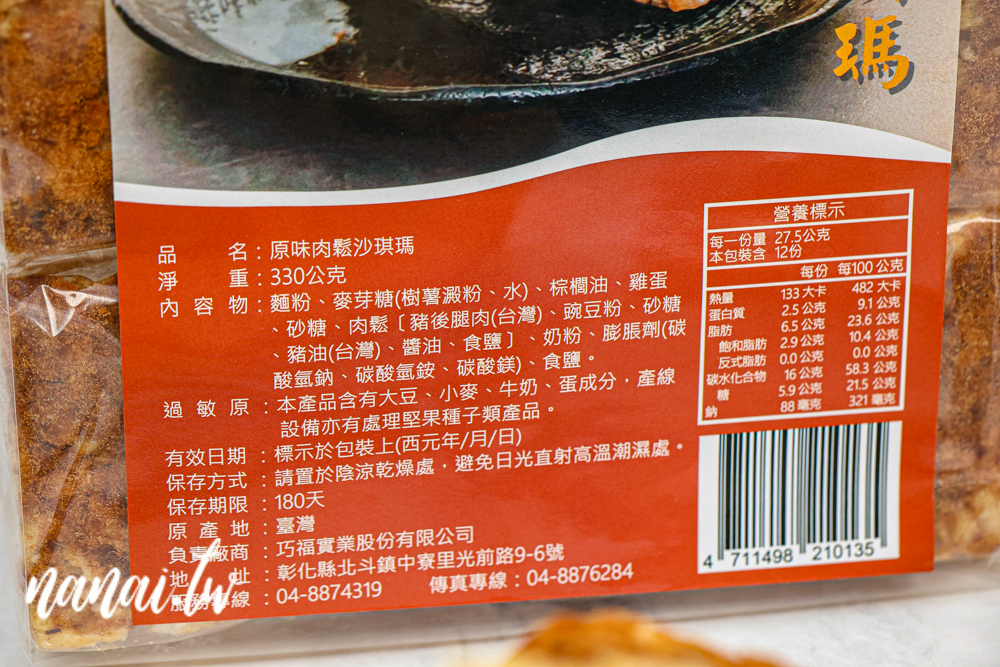 瑪
品名：原味肉鬆沙琪瑪
淨重：330公克
內容物：麵粉、麥芽糖(樹薯澱粉、水)、棕櫚油、雞蛋
、砂糖、肉鬆〔豬後腿肉(台灣)、豌豆粉、砂糖
、豬油(台灣)、醬油、食鹽〕、奶粉、膨脹劑(碳
酸氫鈉、碳酸氫銨、碳酸鎂)、食鹽。
過敏原：本產品含有大豆、小麥、牛奶、蛋成分，產線
設備亦有處理堅果種子類產品。
有效日期：標示於包裝上(西元年/月/日)
保存方式：請置於陰涼乾燥處，避免日光直射高溫潮濕處。
保存期限：180天
原產地：臺灣
負責廠商：巧福實業股份有限公司
地址：彰化縣北斗鎮中寮里光前路9-6號
服務專線：04-8874319 傳真專線：04-8876284
營養標示
每一份量 27.5公克
本包裝含 12份
每份 每100公克
熱量 133大卡 482大卡
蛋白質 2.5公克 9.1公克
脂肪 6.5公克 23.6公克
飽和脂肪 2.9公克 10.4公克
反式脂肪 0.0公克 0.0公克
碳水化合物 16公克 58.3公克
糖 5.9公克 21.5公克
鈉 88毫克 321毫克
4 711498 210135
nanai.tw